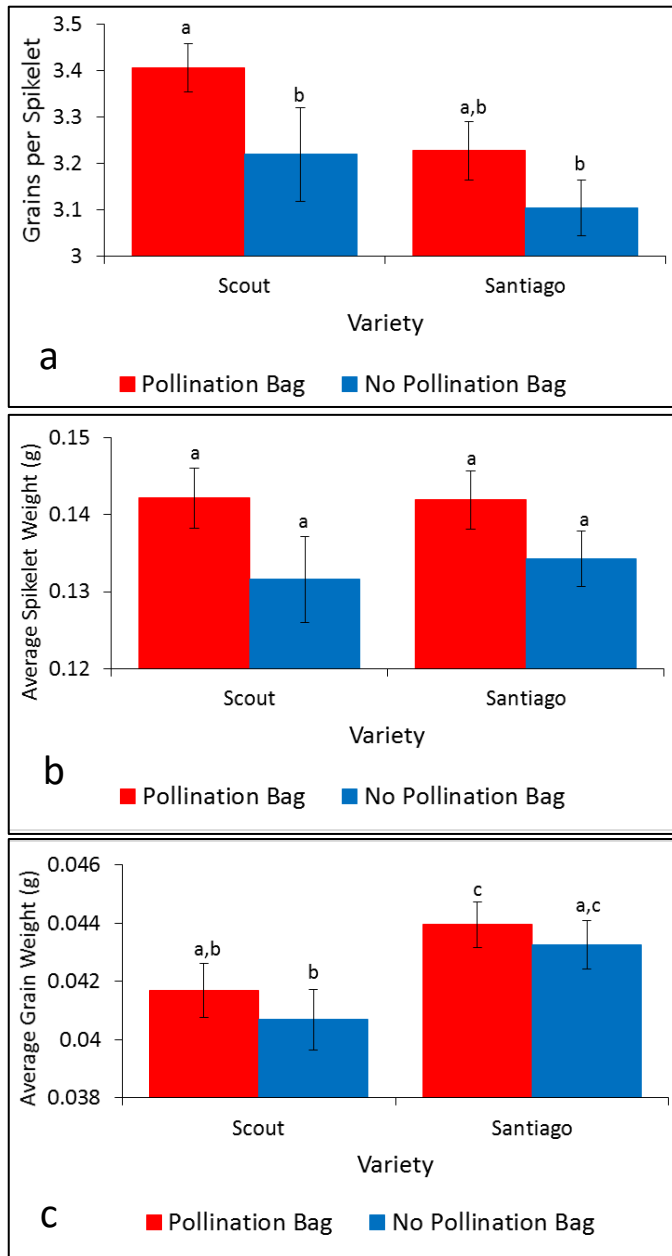 Grains per Spikelet
3.5
3.4
3.3
3.2
3.1
3
a
b
a,b
b
Scout Santiago
Variety
a
Pollination Bag No Pollination Bag
Average Spikelet Weight (g)
0.15
0.14
0.13
0.12
a
a
a
a
Scout Santiago
Variety
b
Pollination Bag No Pollination Bag
Average Grain Weight (g)
0.046
0.044
0.042
0.04
0.038
a,b
b
c
a,c
Scout Santiago
Variety
c
Pollination Bag No Pollination Bag